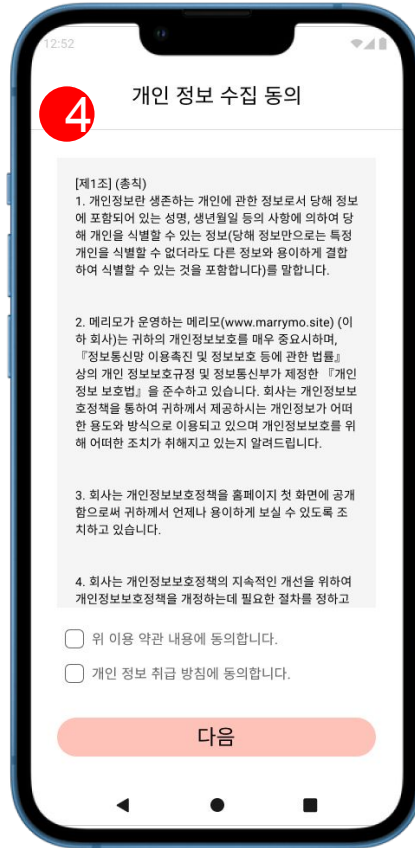 12:52
4
개인 정보 수집 동의
[제1조] (총칙)
1. 개인정보란 생존하는 개인에 관한 정보로서 당해 정보
에 포함되어 있는 성명, 생년월일 등의 사항에 의하여 당
해 개인을 식별할 수 있는 정보(당해 정보만으로는 특정
개인을 식별할 수 없더라도 다른 정보와 용이하게 결합
하여 식별할 수 있는 것을 포함합니다)를 말합니다.
2. 메리모가 운영하는 메리모(www.marrymo.site) (이
하 회사)는 귀하의 개인정보보호를 매우 중요시하며,
『정보통신망 이용촉진 및 정보보호 등에 관한 법률』
상의 개인 정보보호규정 및 정보통신부가 제정한 『개인
정보 보호법』을 준수하고 있습니다. 회사는 개인정보보
호정책을 통하여 귀하께서 제공하시는 개인정보가 어떠
한 용도와 방식으로 이용되고 있으며 개인정보보호를 위
해 어떠한 조치가 취해지고 있는지 알려드립니다.
3. 회사는 개인정보보호정책을 홈페이지 첫 화면에 공개
함으로써 귀하께서 언제나 용이하게 보실 수 있도록 조
치하고 있습니다.
4. 회사는 개인정보보호정책의 지속적인 개선을 위하여
개인정보보호정책을 개정하는데 필요한 절차를 정하고
위 이용 약관 내용에 동의합니다.
개인 정보 취급 방침에 동의합니다.
다음